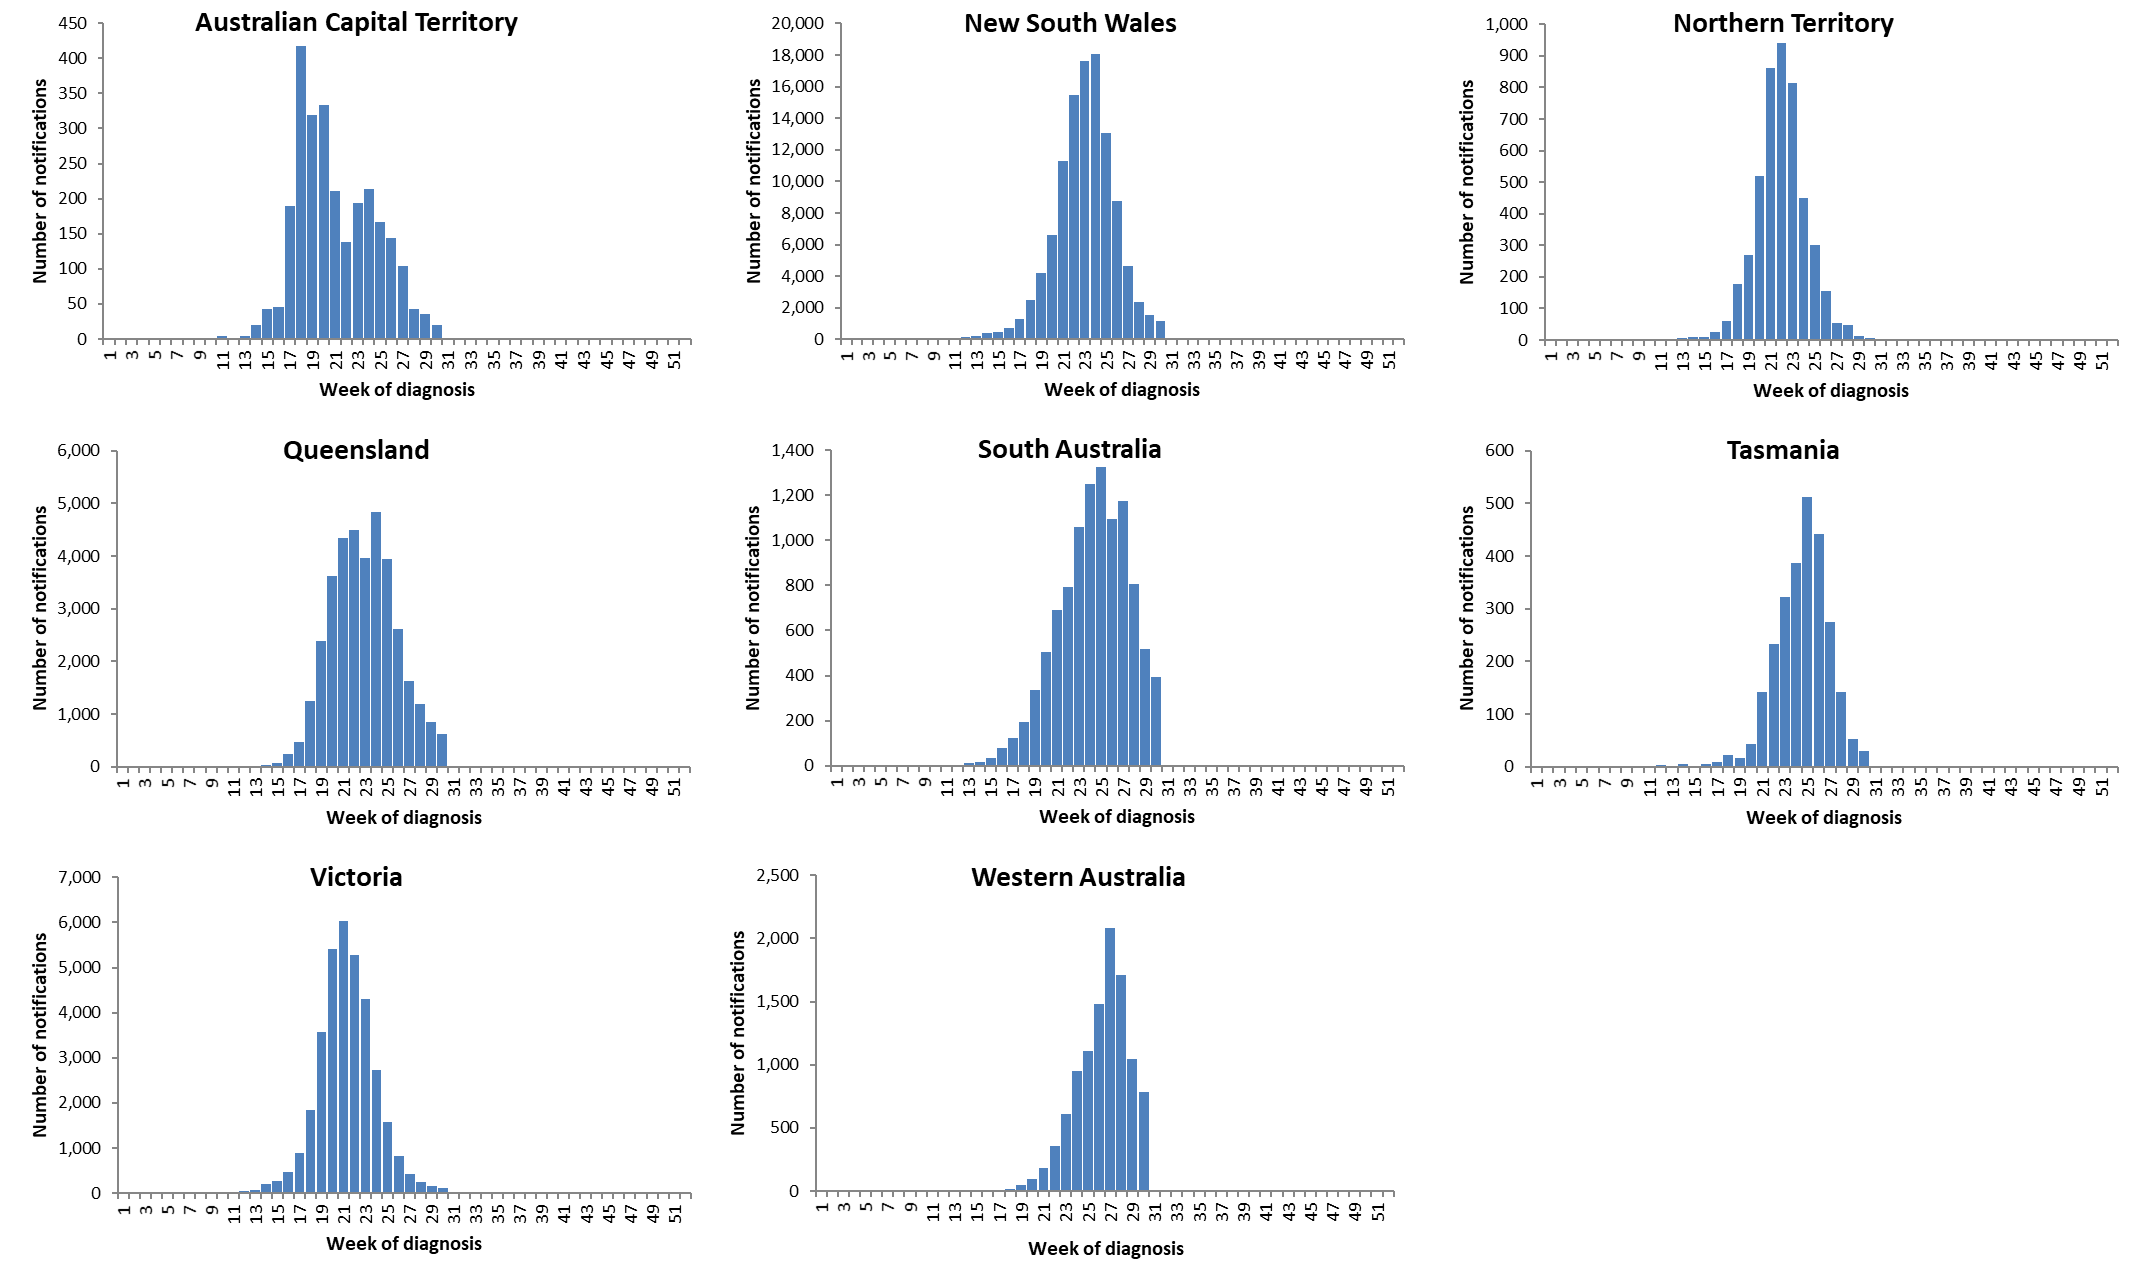 Australian Capital Territory
Number of notifications
450
400
350
300
250
200
150
100
50
0
1 3 5 7 9 11 13 15 17 19 21 23 25 27 29 31 33 35 37 39 41 43 45 47 49 51
Week of diagnosis
New South Wales
Number of notifications
20,000
18,000
16,000
14,000
12,000
10,000
8,000
6,000
4,000
2,000
0
1 3 5 7 9 11 13 15 17 19 21 23 25 27 29 31 33 35 37 39 41 43 45 47 49 51
Week of diagnosis
Northern Territory
Number of notifications
1,000
900
800
700
600
500
400
300
200
100
0
1 3 5 7 9 11 13 15 17 19 21 23 25 27 29 31 33 35 37 39 41 43 45 47 49 51
Week of diagnosis
Queensland
Number of notifications
6,000
5,000
4,000
3,000
2,000
1,000
0
1 3 5 7 9 11 13 15 17 19 21 23 25 27 29 31 33 35 37 39 41 43 45 47 49 51
Week of diagnosis
South Australia
Number of notifications
1,400
1,200
1,000
800
600
400
200
0
1 3 5 7 9 11 13 15 17 19 21 23 25 27 29 31 33 35 37 39 41 43 45 47 49 51
Week of diagnosis
Tasmania
Number of notifications
600
500
400
300
200
100
0
1 3 5 7 9 11 13 15 17 19 21 23 25 27 29 31 33 35 37 39 41 43 45 47 49 51
Week of diagnosis
Victoria
Number of notifications
7,000
6,000
5,000
4,000
3,000
2,000
1,000
0
1 3 5 7 9 11 13 15 17 19 21 23 25 27 29 31 33 35 37 39 41 43 45 47 49 51
Week of diagnosis
Western Australia
Number of notifications
2,500
2,000
1,500
1,000
500
0
1 3 5 7 9 11 13 15 17 19 21 23 25 27 29 31 33 35 37 39 41 43 45 47 49 51
Week of diagnosis